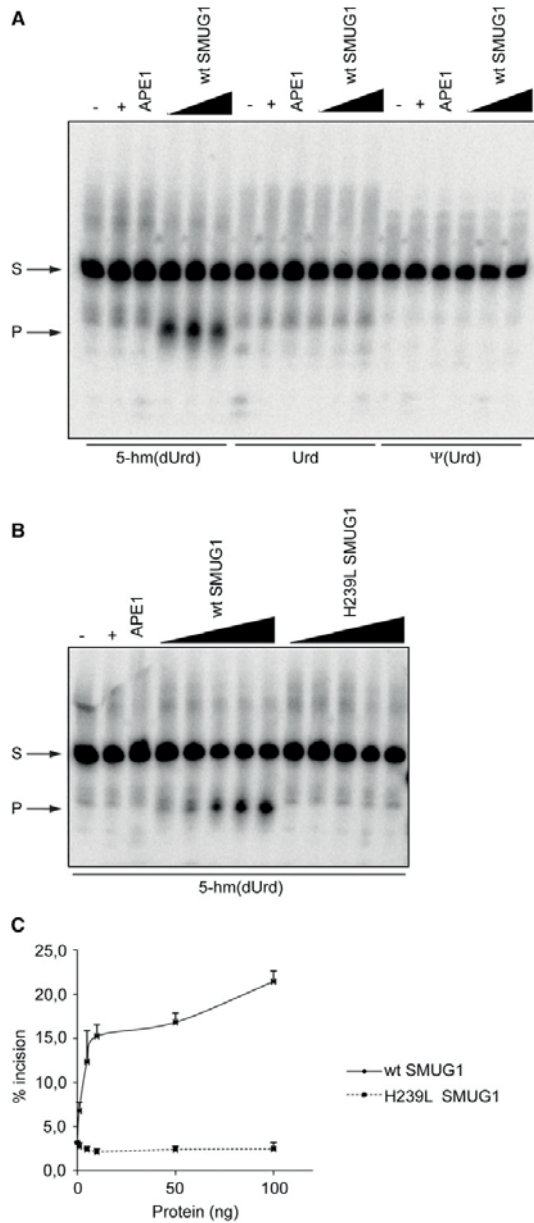 A
wt SMUG1 wt SMUG1 wt SMUG1
- + APE1 - + APE1 - + APE1
S
P
5-hm(dUrd) Urd Ψ(Urd)
B
wt SMUG1 H239L SMUG1
- + APE1
S
P
5-hm(dUrd)
C
25,0
20,0
15,0
10,0
5,0
0,0
% incision
0 50 100
Protein (ng)
wt SMUG1
H239L SMUG1